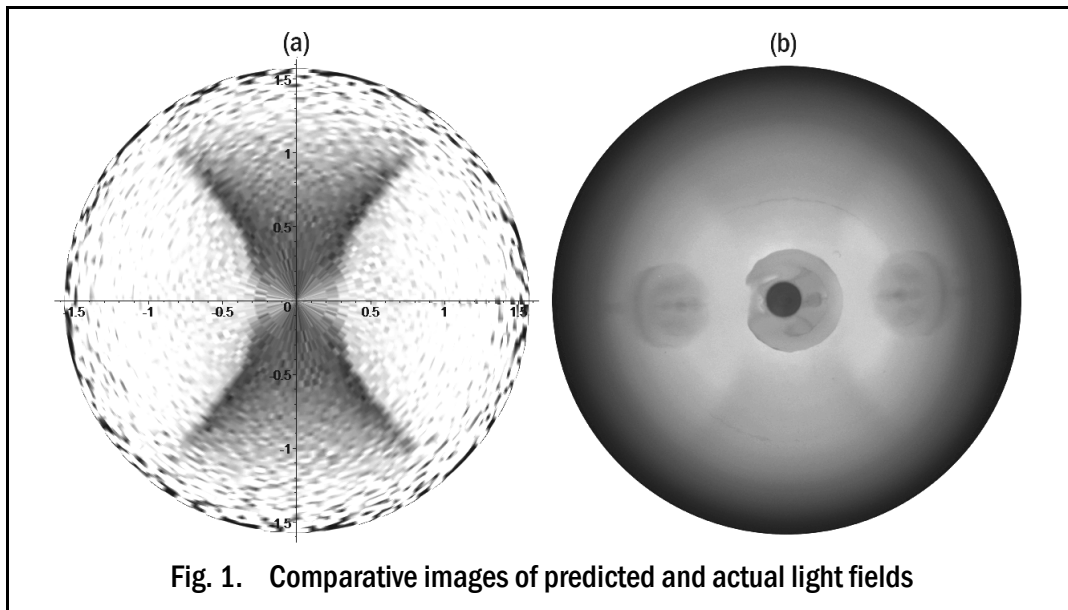 (a) (b)
1.5
1
0.5
-1.5 -1 -0.5 0 0.5 1 1.5
-0.5
-1
-1.5
Fig. 1. Comparative images of predicted and actual light fields